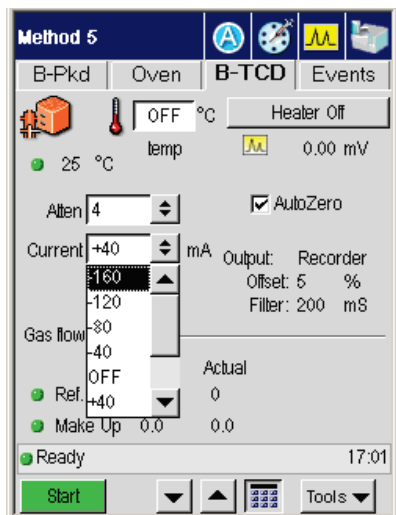 Method 5
B-Pkd Oven B-TCD Events
OFF °C Heater Off
temp 0.00 mV
25 °C
Atten 4 AutoZero
Current +40 mA
Output: Recorder
-160
Offset: 5 %
-120
Filter: 200 mS
-80
Gas flow
-40
Actual
OFF
Ref. 0
+40
Make Up 0.0 0.0
Ready 17:01
Start Tools